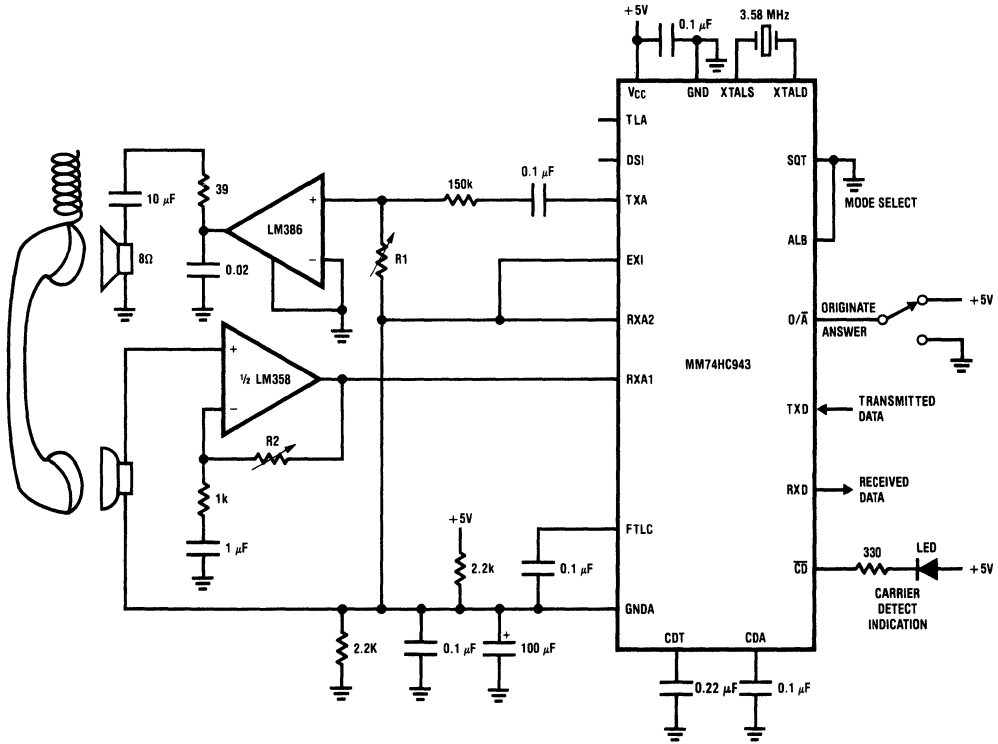 +5V
0.1 μF
3.58 MHz
VCC
GND
XTALS
XTALD
TLA
DSI
SQT
MODE SELECT
10 μF
39
LM386
+
−
150k
0.1 μF
TXA
8Ω
0.02
R1
EXI
ALB
RXA2
O/A̅
ORIGINATE
ANSWER
+5V
½ LM358
+
−
RXA1
MM74HC943
R2
TXD
TRANSMITTED
DATA
1k
RXD
RECEIVED
DATA
1 μF
+5V
2.2k
FTLC
0.1 μF
C̅D̅
330
LED
+5V
CARRIER
DETECT
INDICATION
GNDA
2.2K
0.1 μF
+
100 μF
CDT
CDA
0.22 μF
0.1 μF